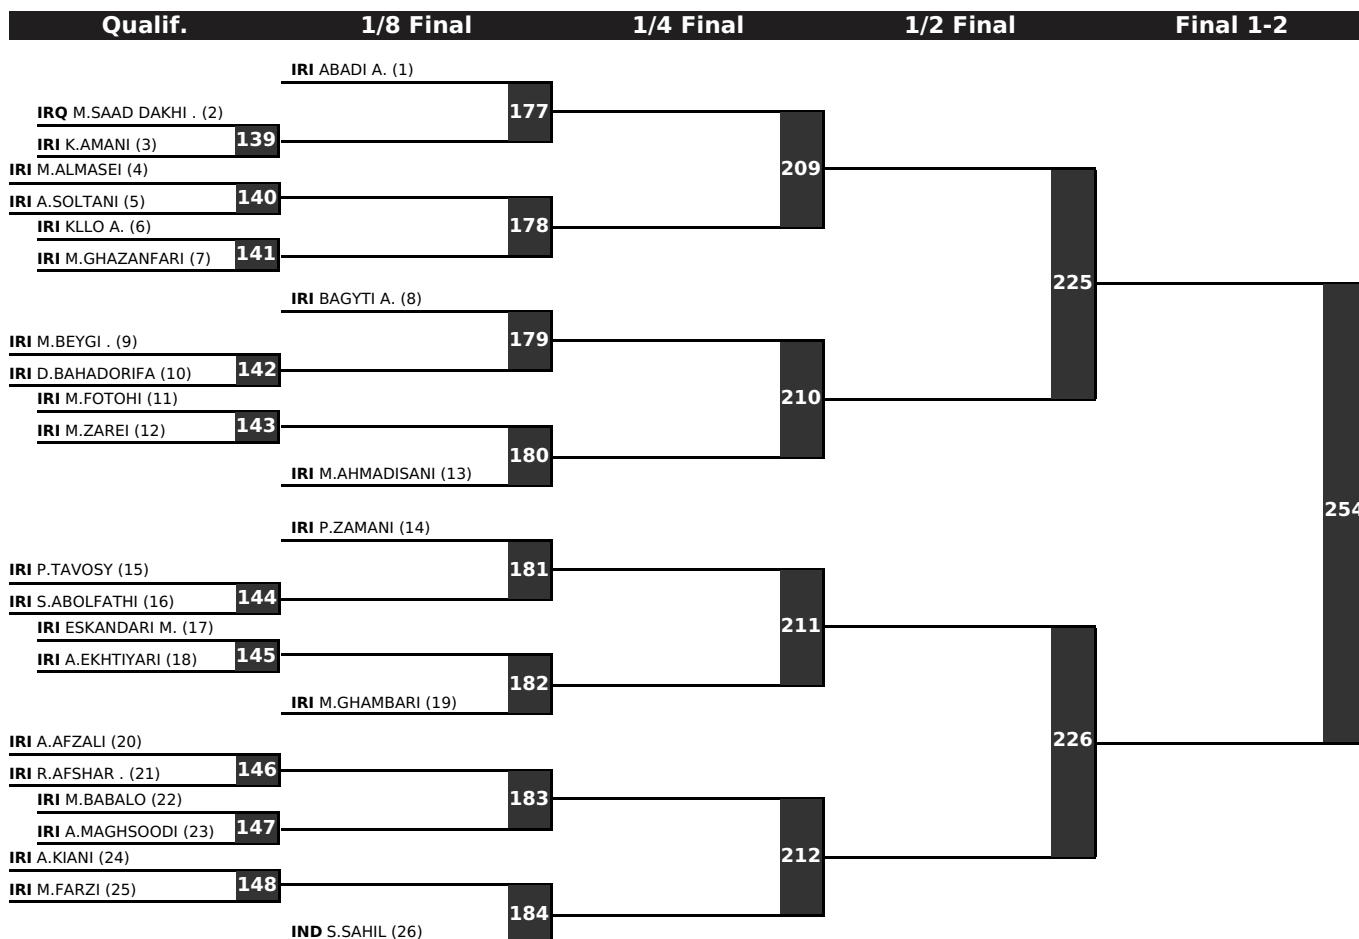 Qualif. 1/8 Final 1/4 Final 1/2 Final Final 1-2
IRI ABADI A. (1)
177
IRQ M.SAAD DAKHI . (2)
139
IRI K.AMANI (3)
IRI M.ALMASEI (4)
209
140
IRI A.SOLTANI (5)
IRI KLLO A. (6)
178
141
IRI M.GHAZANFARI (7)
225
IRI BAGYTI A. (8)
179
IRI M.BEYGI . (9)
142
IRI D.BAHADORIFA (10)
IRI M.FOTOHI (11)
210
143
IRI M.ZAREI (12)
180
IRI M.AHMADISANI (13)
254
IRI P.ZAMANI (14)
181
IRI P.TAVOSY (15)
144
IRI S.ABOLFATHI (16)
IRI ESKANDARI M. (17)
211
145
IRI A.EKHTIYARI (18)
182
IRI M.GHAMBARI (19)
226
IRI A.AFZALI (20)
146
IRI R.AFSHAR . (21)
IRI M.BABALO (22)
183
147
IRI A.MAGHSOODI (23)
IRI A.KIANI (24)
212
148
IRI M.FARZI (25)
184
IND S.SAHIL (26)